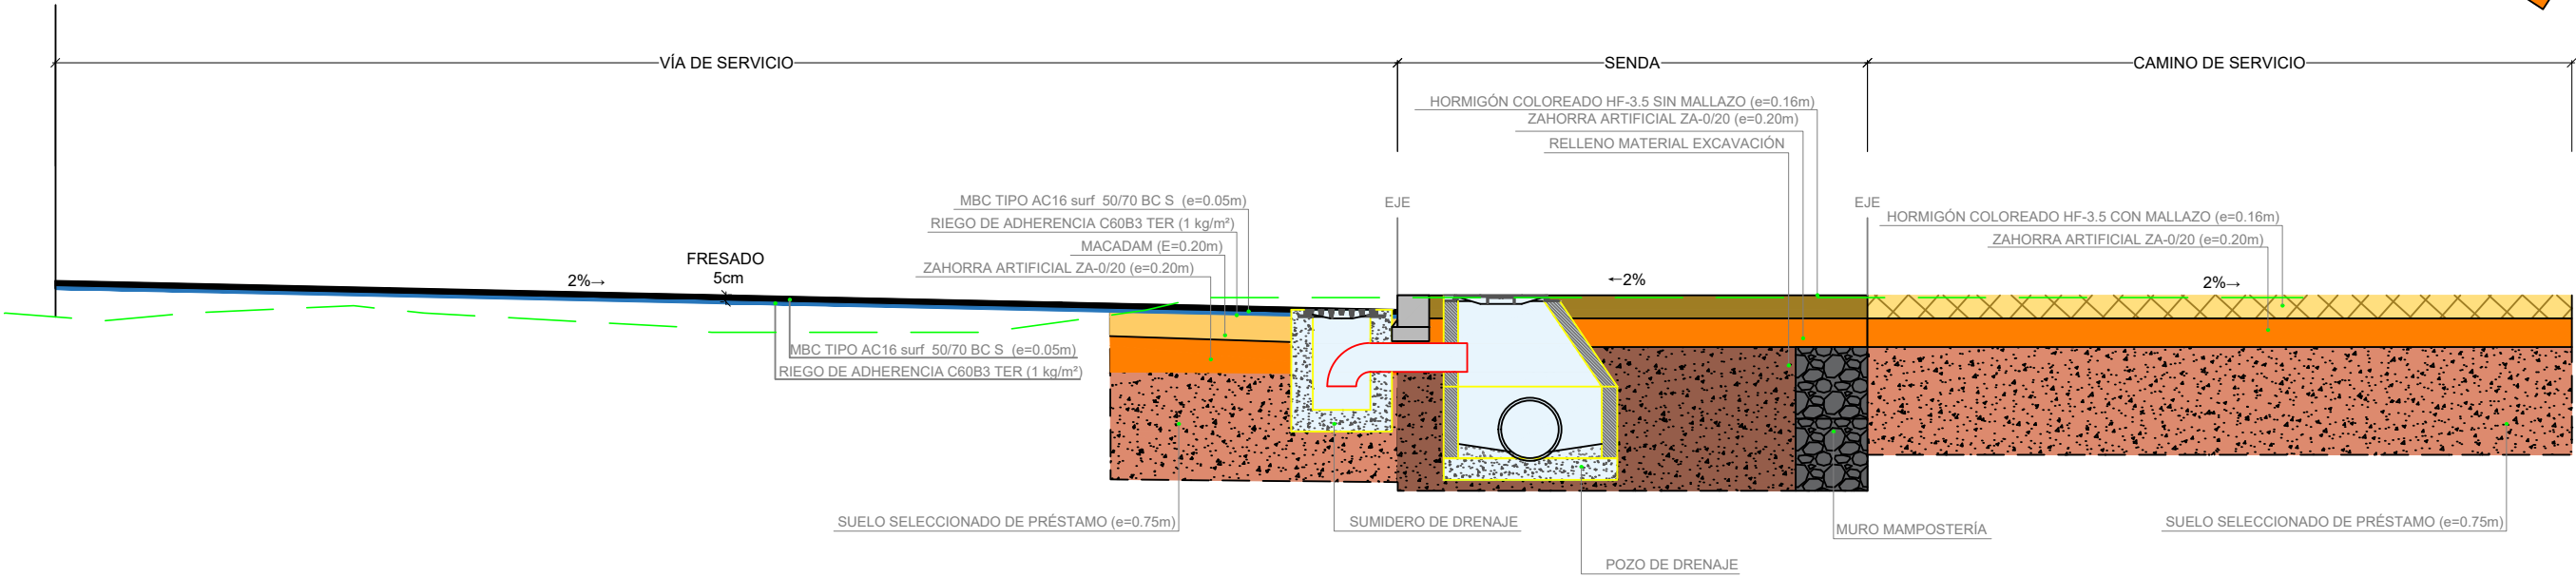 VÍA DE SERVICIO
SENDA
CAMINO DE SERVICIO
HORMIGÓN COLOREADO HF-3.5 SIN MALLAZO (e=0.16m)
ZAHORRA ARTIFICIAL ZA-0/20 (e=0.20m)
RELLENO MATERIAL EXCAVACIÓN
MBC TIPO AC16 surf 50/70 BC S (e=0.05m)
RIEGO DE ADHERENCIA C60B3 TER (1 kg/m²)
MACADAM (E=0.20m)
ZAHORRA ARTIFICIAL ZA-0/20 (e=0.20m)
EJE
EJE
HORMIGÓN COLOREADO HF-3.5 CON MALLAZO (e=0.16m)
ZAHORRA ARTIFICIAL ZA-0/20 (e=0.20m)
FRESADO
5cm
2%→
←2%
2%→
MBC TIPO AC16 surf 50/70 BC S (e=0.05m)
RIEGO DE ADHERENCIA C60B3 TER (1 kg/m²)
SUELO SELECCIONADO DE PRÉSTAMO (e=0.75m)
SUMIDERO DE DRENAJE
POZO DE DRENAJE
MURO MAMPOSTERÍA
SUELO SELECCIONADO DE PRÉSTAMO (e=0.75m)